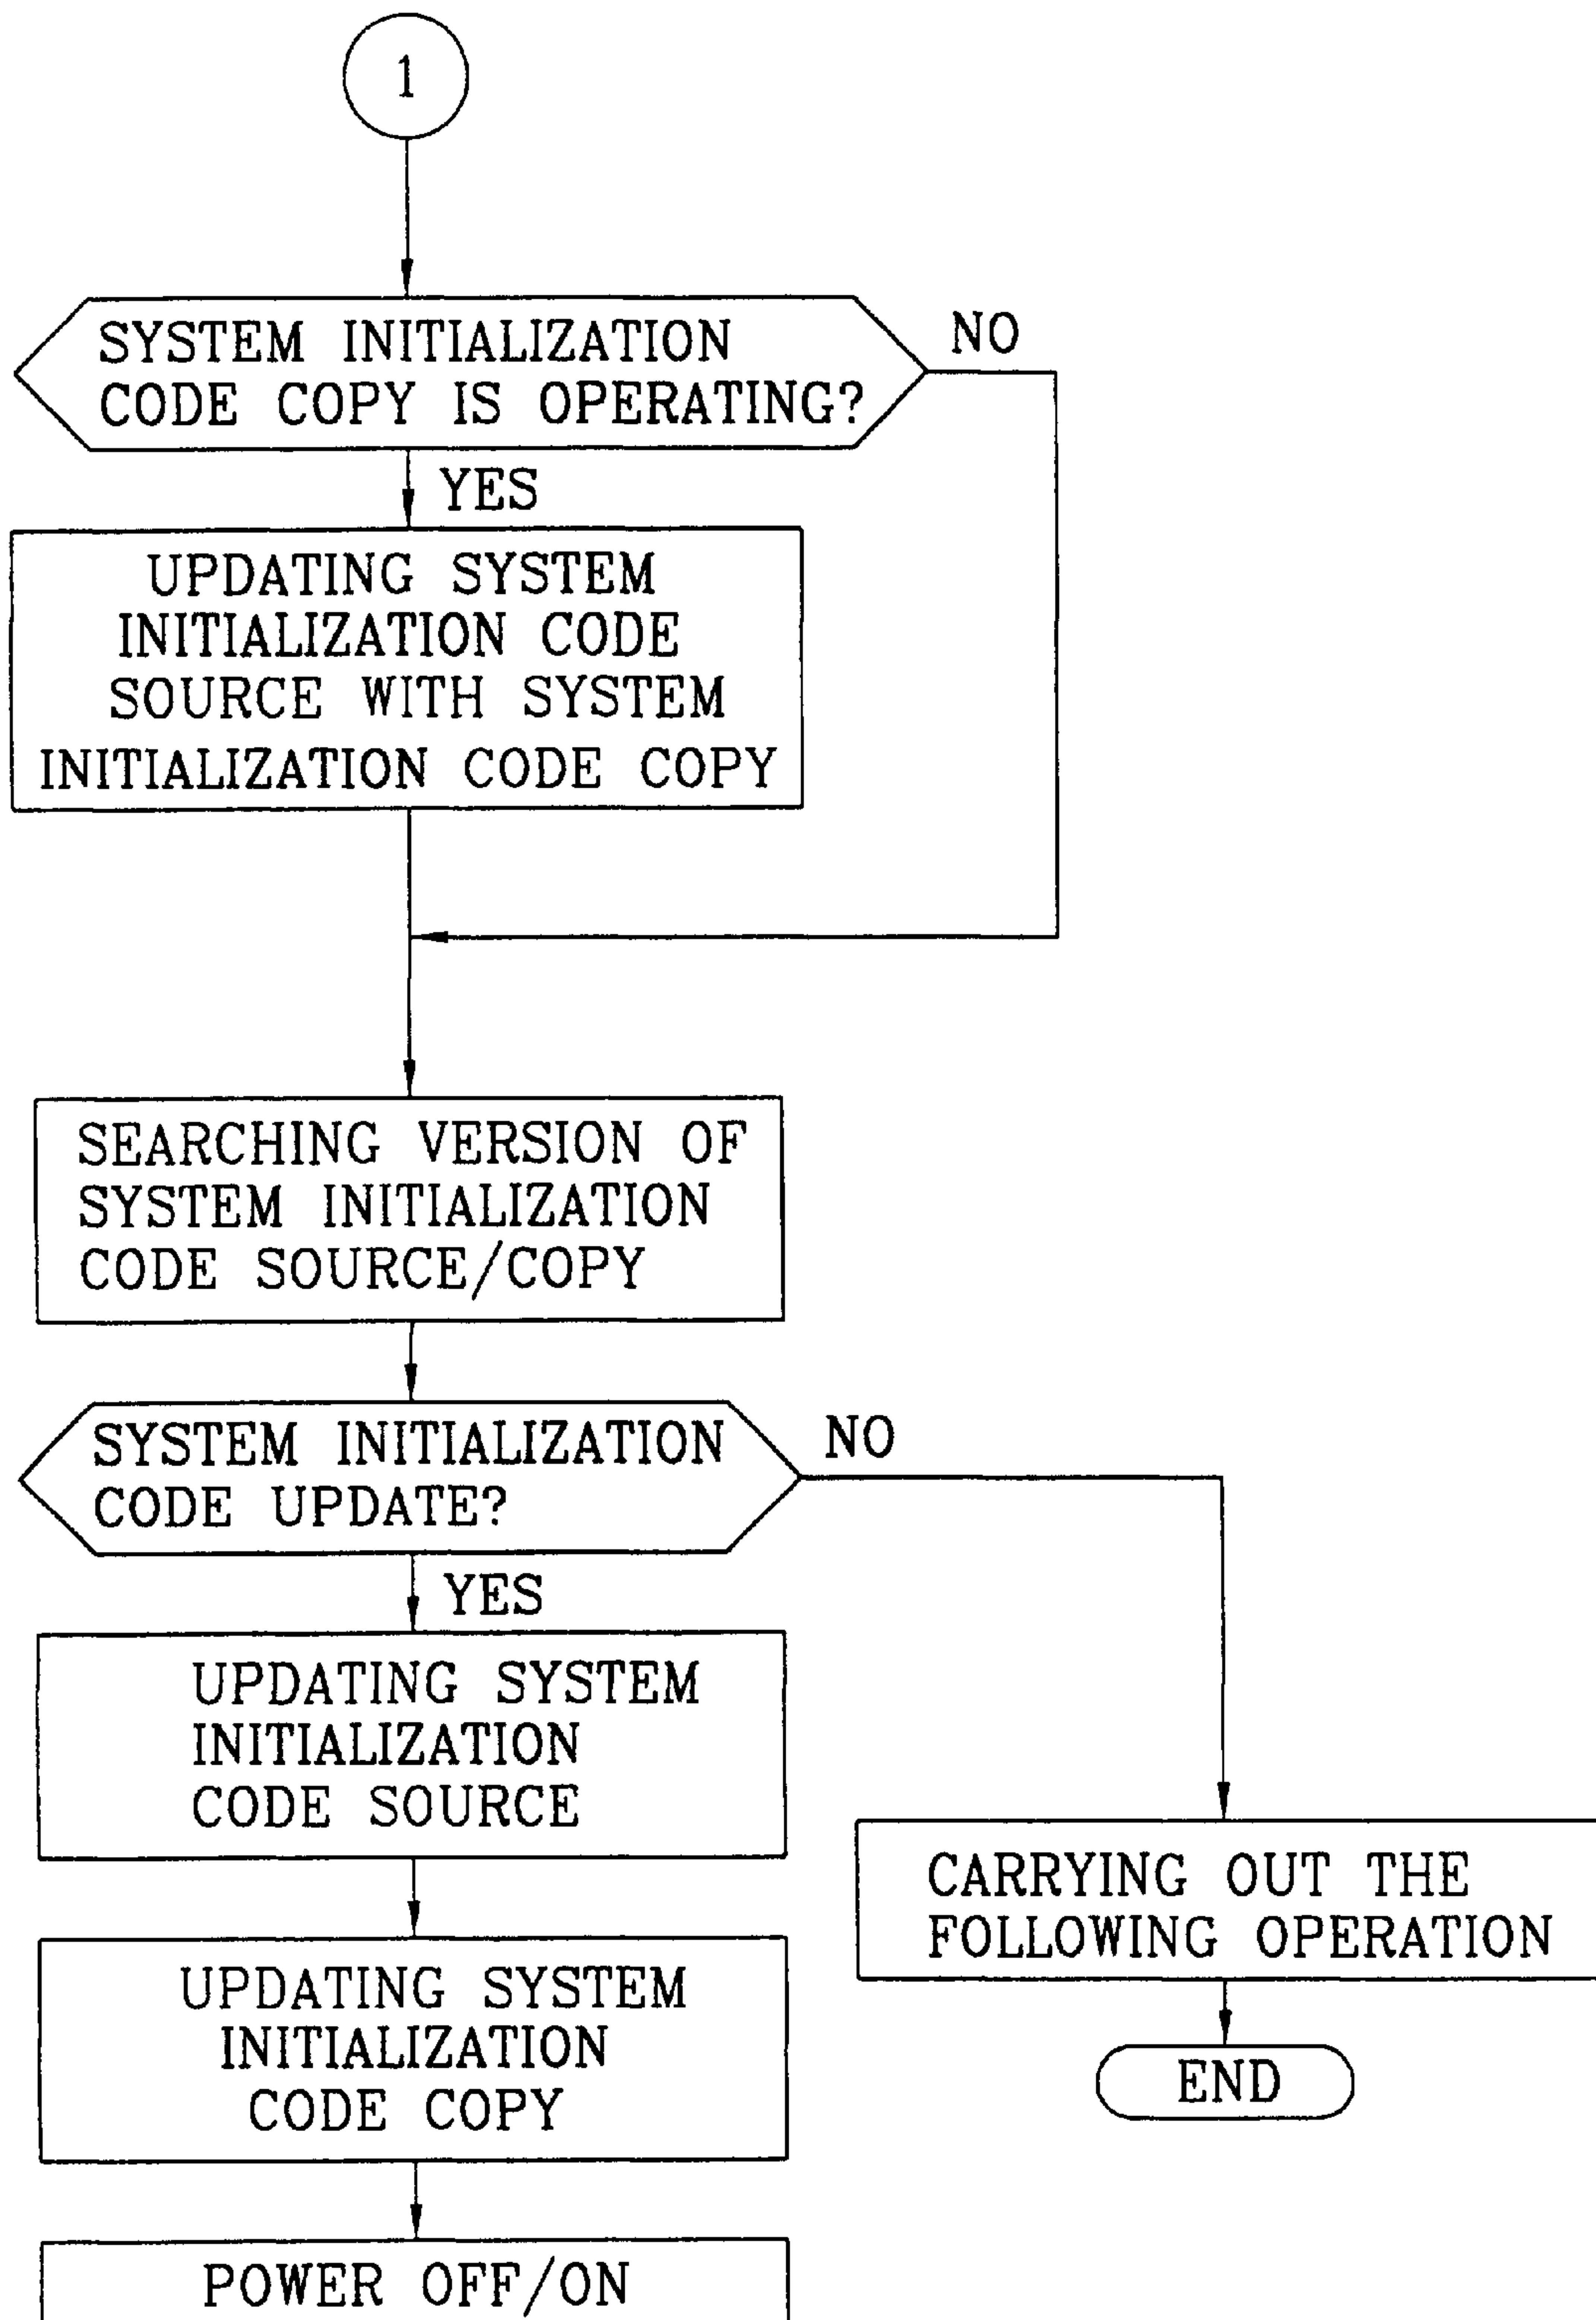 1
SYSTEM INITIALIZATION
CODE COPY IS OPERATING?
NO
YES
UPDATING SYSTEM
INITIALIZATION CODE
SOURCE WITH SYSTEM
INITIALIZATION CODE COPY
SEARCHING VERSION OF
SYSTEM INITIALIZATION
CODE SOURCE/COPY
SYSTEM INITIALIZATION
CODE UPDATE?
NO
YES
UPDATING SYSTEM
INITIALIZATION
CODE SOURCE
CARRYING OUT THE
FOLLOWING OPERATION
UPDATING SYSTEM
INITIALIZATION
CODE COPY
END
POWER OFF/ON